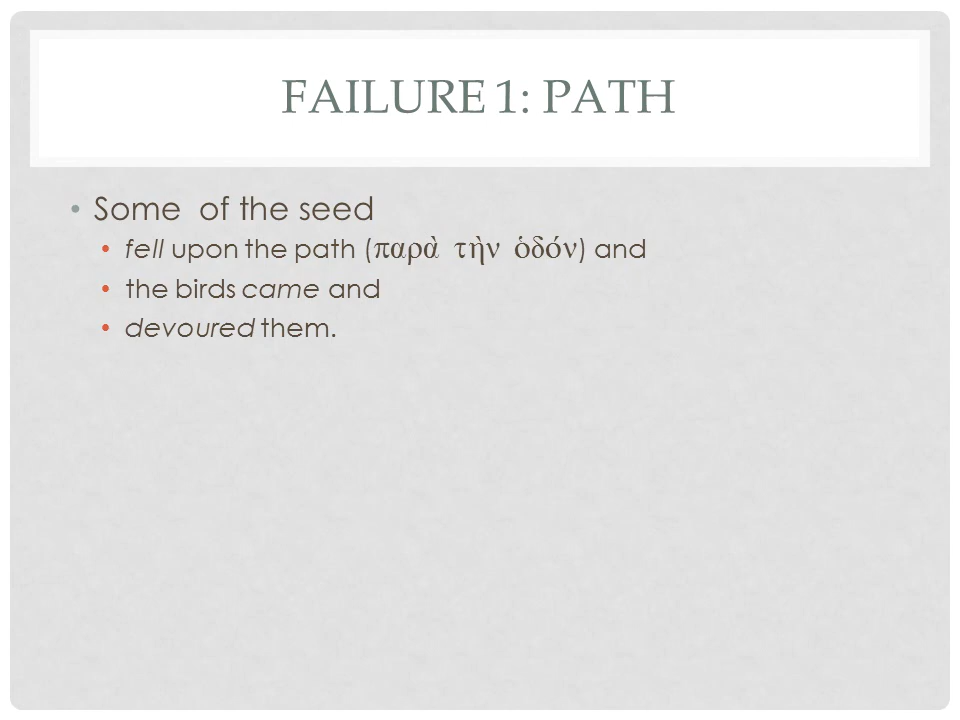 FAILURE 1: PATH
• Some of the seed
• fell upon the path (παρὰ τὴν ὁδόν) and
• the birds came and
• devoured them.